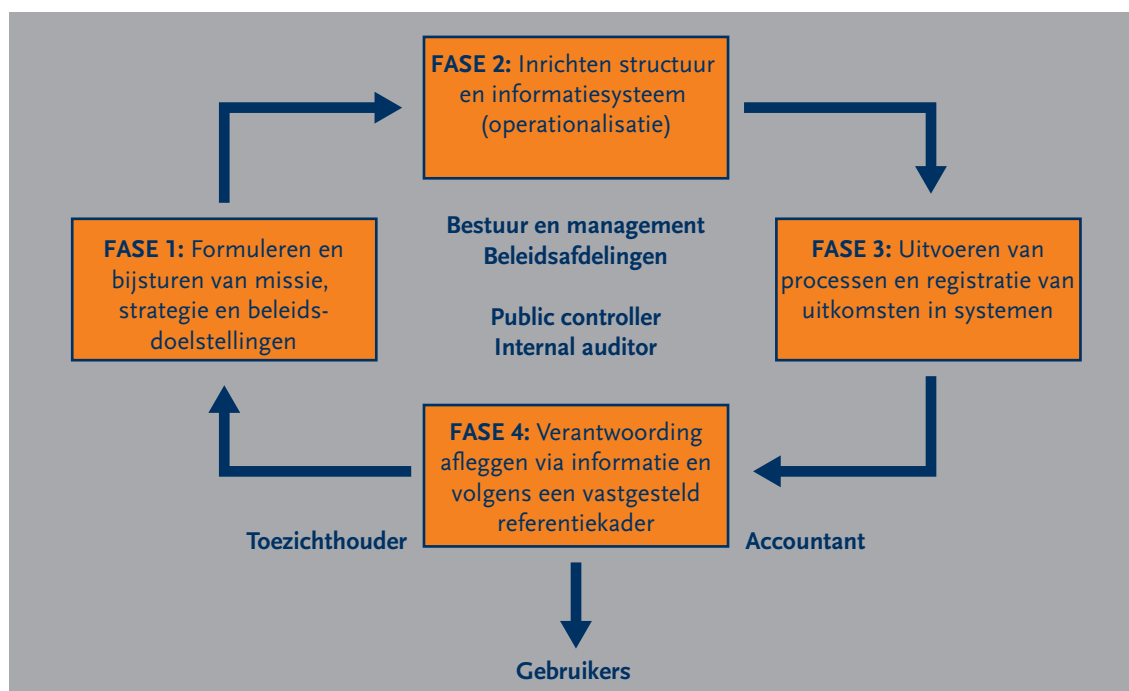 FASE 2: Inrichten structuur
en informatiesysteem
(operationalisatie)
FASE 1: Formuleren en
bijsturen van missie,
strategie en beleids-
doelstellingen
Bestuur en management
Beleidsafdelingen
Public controller
Internal auditor
FASE 3: Uitvoeren van
processen en registratie van
uitkomsten in systemen
FASE 4: Verantwoording
afleggen via informatie en
volgens een vastgesteld
referentiekader
Toezichthouder
Accountant
Gebruikers